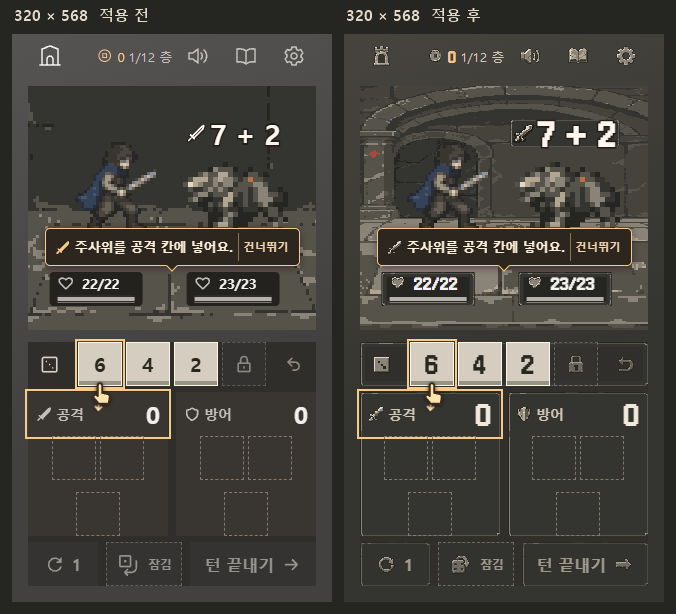 320 × 568 적용 전
0 1/12 층
7 + 2
주사위를 공격 칸에 넣어요. 건너뛰기
22/22 23/23
6 4 2
공격 0 방어 0
1 잠김 턴 끝내기 →
320 × 568 적용 후
0 1/12 층
7 + 2
주사위를 공격 칸에 넣어요. 건너뛰기
22/22 23/23
6 4 2
공격 0 방어 0
1 잠김 턴 끝내기 →